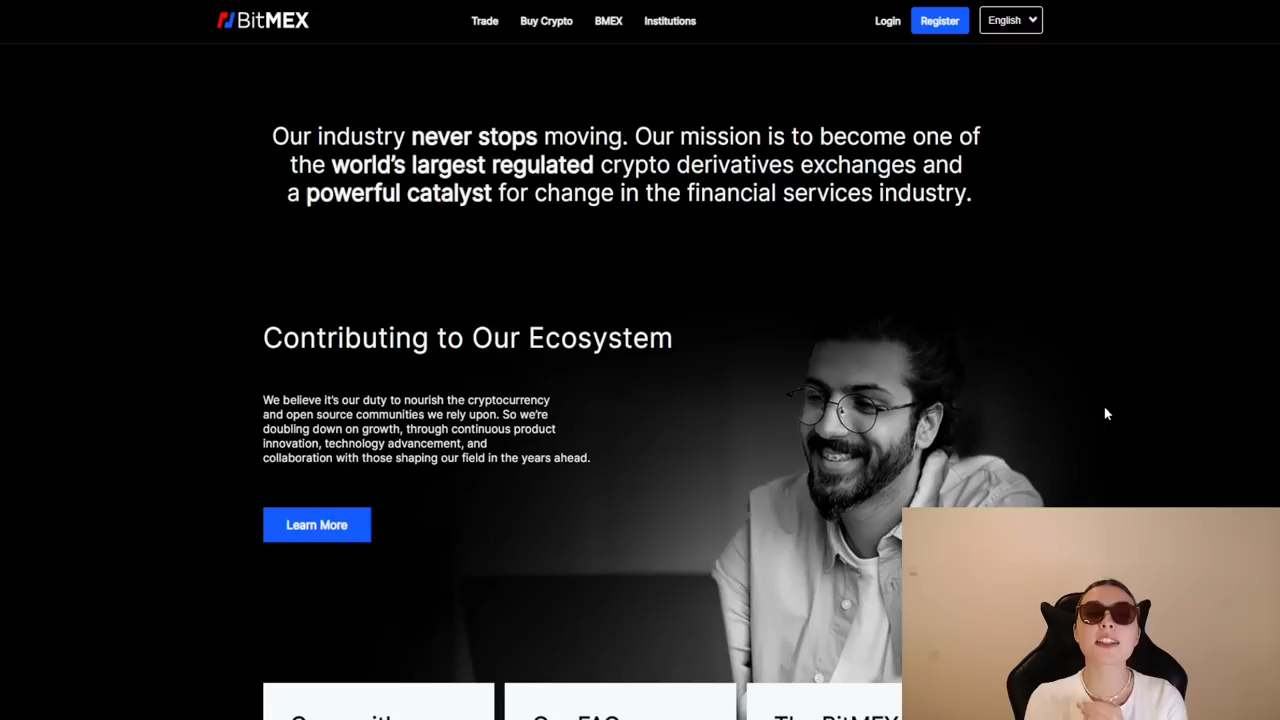 BitMEX
Trade
Buy Crypto
BMEX
Institutions
Login
Register
English
Our industry never stops moving. Our mission is to become one of
the world's largest regulated crypto derivatives exchanges and
a powerful catalyst for change in the financial services industry.
Contributing to Our Ecosystem
We believe it's our duty to nourish the cryptocurrency
and open source communities we rely upon. So we're
doubling down on growth, through continuous product
innovation, technology advancement, and
collaboration with those shaping our field in the years ahead.
Learn More
Our FAQ
The BitMEX